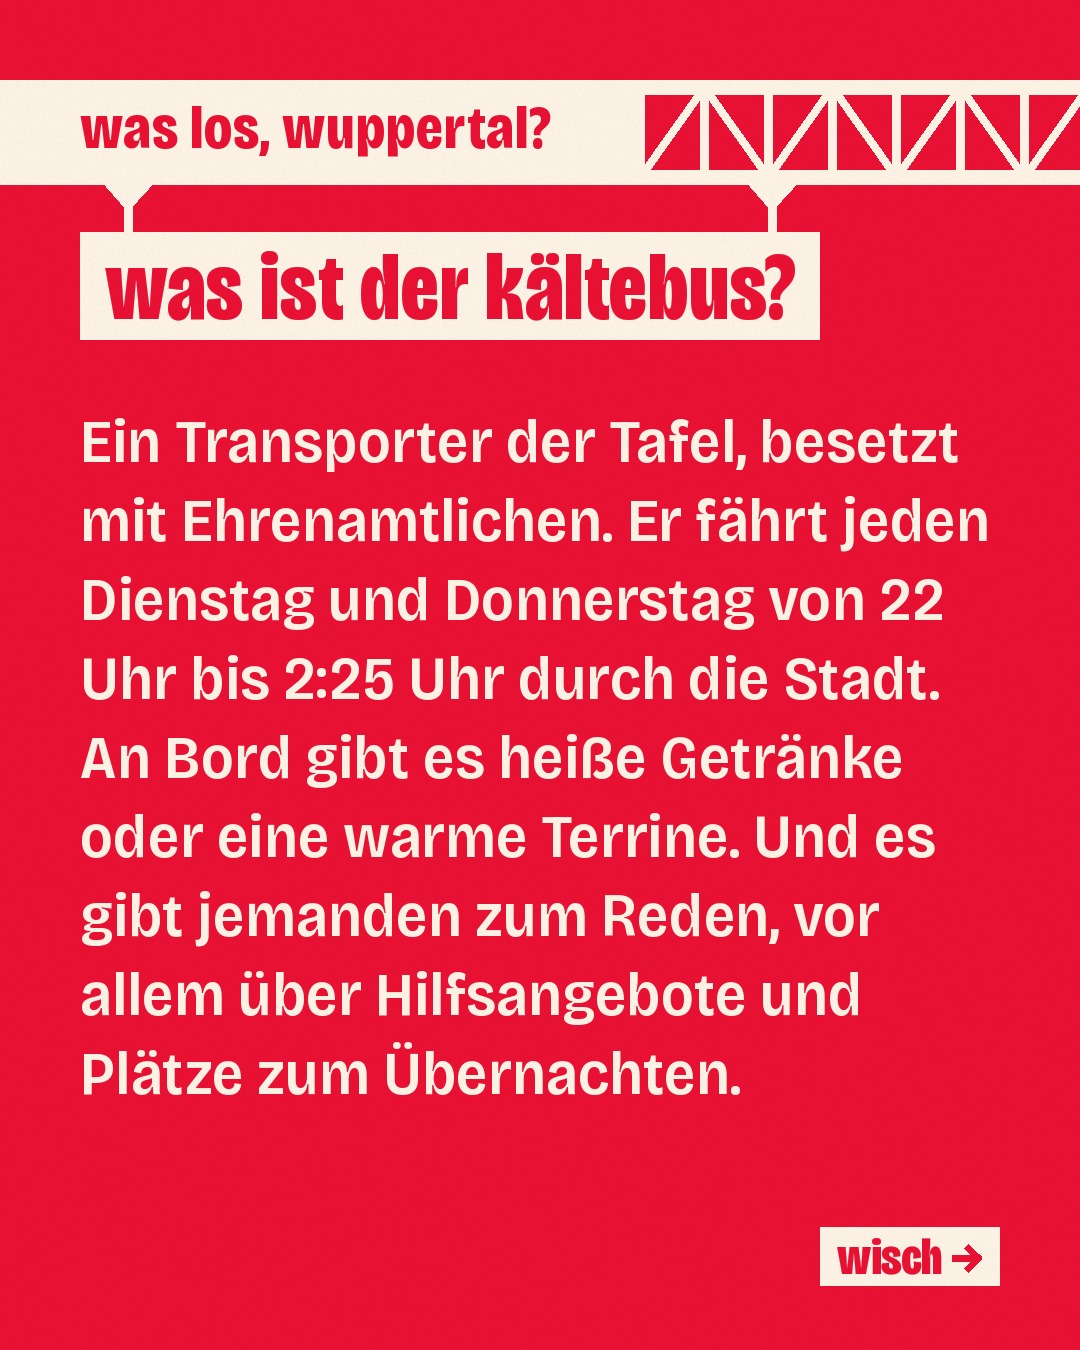 was los, wuppertal?
was ist der kältebus?
Ein Transporter der Tafel, besetzt
mit Ehrenamtlichen. Er fährt jeden
Dienstag und Donnerstag von 22
Uhr bis 2:25 Uhr durch die Stadt.
An Bord gibt es heiße Getränke
oder eine warme Terrine. Und es
gibt jemanden zum Reden, vor
allem über Hilfsangebote und
Plätze zum Übernachten.
wisch →